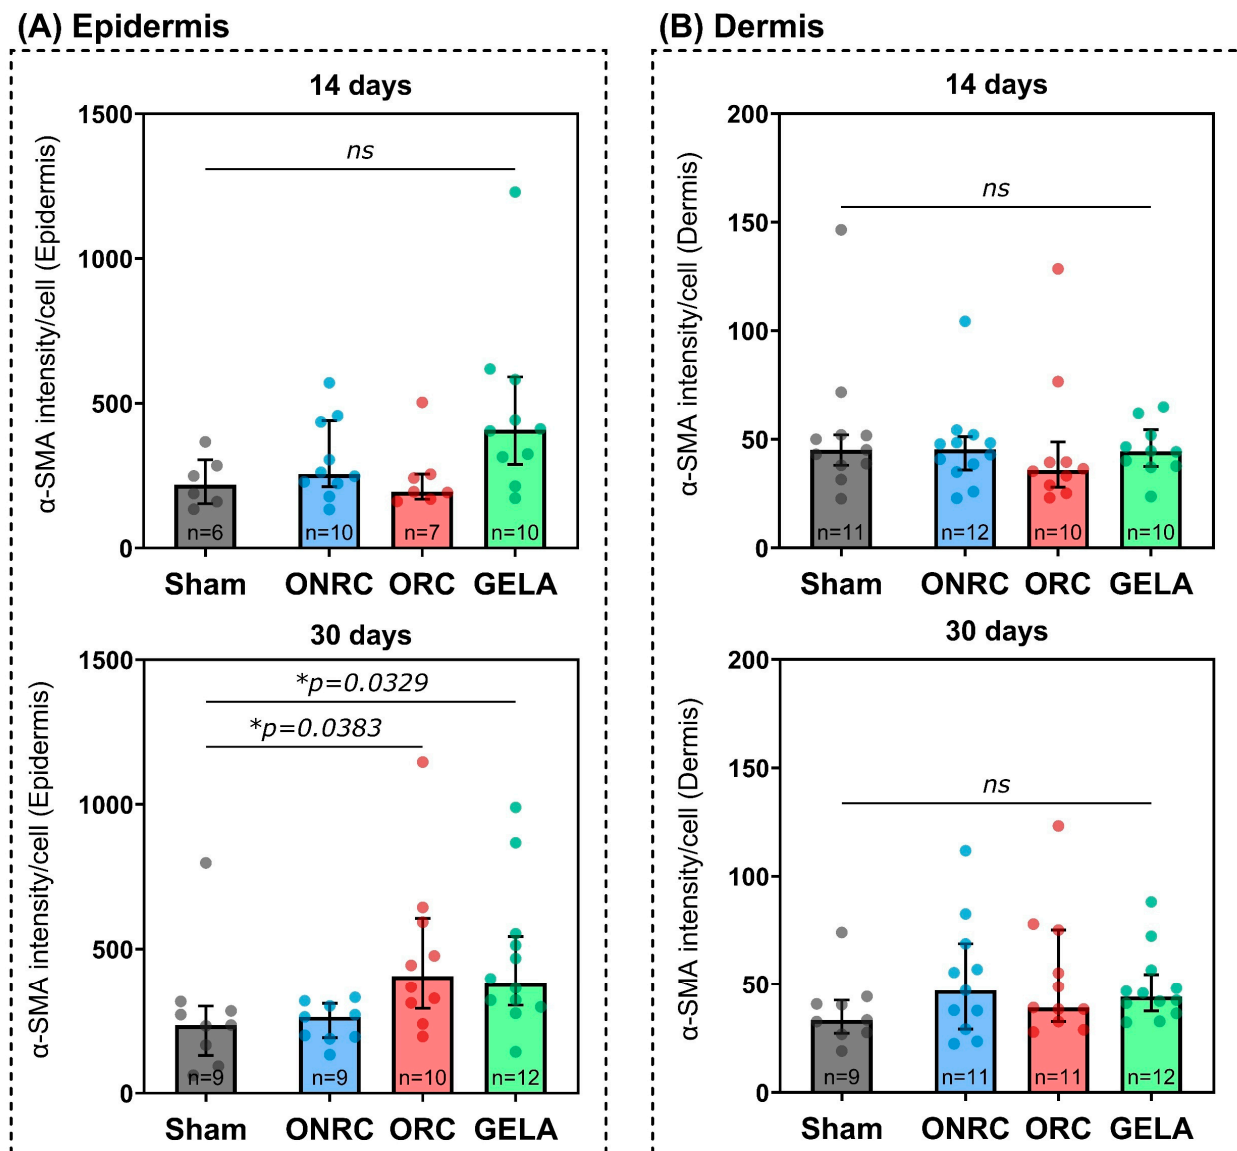 (A) Epidermis
14 days
α-SMA intensity/cell (Epidermis)
1500
1000
500
0
ns
n=6
n=10
n=7
n=10
Sham
ONRC
ORC
GELA
30 days
α-SMA intensity/cell (Epidermis)
1500
1000
500
0
*p=0.0329
*p=0.0383
n=9
n=9
n=10
n=12
Sham
ONRC
ORC
GELA
(B) Dermis
14 days
α-SMA intensity/cell (Dermis)
200
150
100
50
0
ns
n=11
n=12
n=10
n=10
Sham
ONRC
ORC
GELA
30 days
α-SMA intensity/cell (Dermis)
200
150
100
50
0
ns
n=9
n=11
n=11
n=12
Sham
ONRC
ORC
GELA